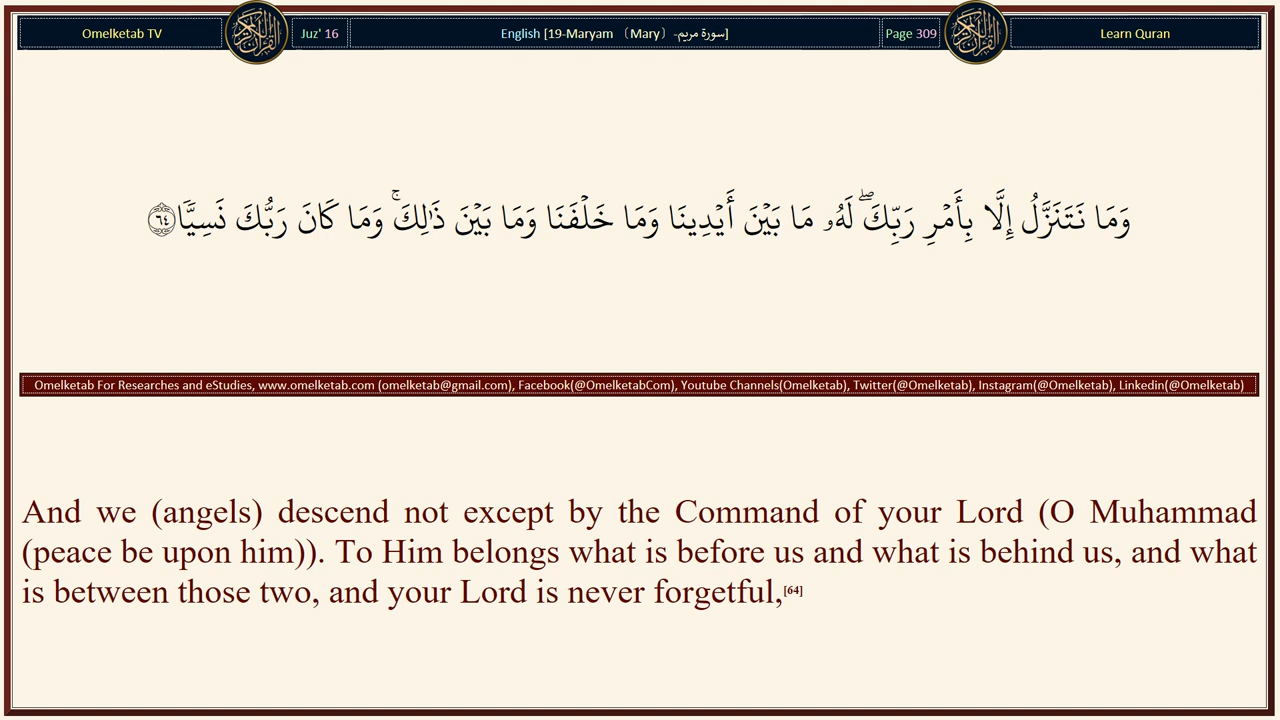 Omelketab TV
Juz' 16
English [19-Maryam （Mary）-سورة مريم]
Page 309
Learn Quran
وَمَا نَتَنَزَّلُ إِلَّا بِأَمۡرِ رَبِّكَۖ لَهُۥ مَا بَيۡنَ أَيۡدِينَا وَمَا خَلۡفَنَا وَمَا بَيۡنَ ذَٰلِكَۚ وَمَا كَانَ رَبُّكَ نَسِيّٗا ٦٤
Omelketab For Researches and eStudies, www.omelketab.com (omelketab@gmail.com), Facebook(@OmelketabCom), Youtube Channels(Omelketab), Twitter(@Omelketab), Instagram(@Omelketab), Linkedin(@Omelketab)
And we (angels) descend not except by the Command of your Lord (O Muhammad
(peace be upon him)). To Him belongs what is before us and what is behind us, and what
is between those two, and your Lord is never forgetful,[64]